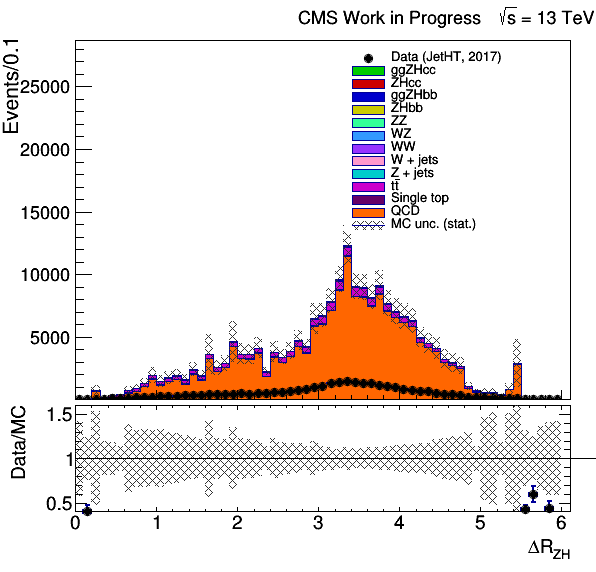 CMS Work in Progress √s = 13 TeV
Events/0.1
25000
20000
15000
10000
5000
Data (JetHT, 2017)
ggZHcc
ZHcc
ggZHbb
ZHbb
ZZ
WZ
WW
W + jets
Z + jets
tt̄
Single top
QCD
MC unc. (stat.)
Data/MC
1.5
1
0.5
0 1 2 3 4 5 6
ΔR_ZH